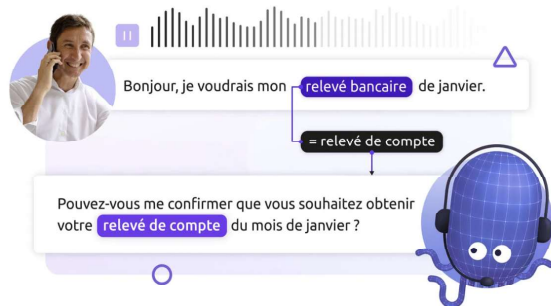 Bonjour, je voudrais mon relevé bancaire de janvier.
= relevé de compte
Pouvez-vous me confirmer que vous souhaitez obtenir
votre relevé de compte du mois de janvier ?